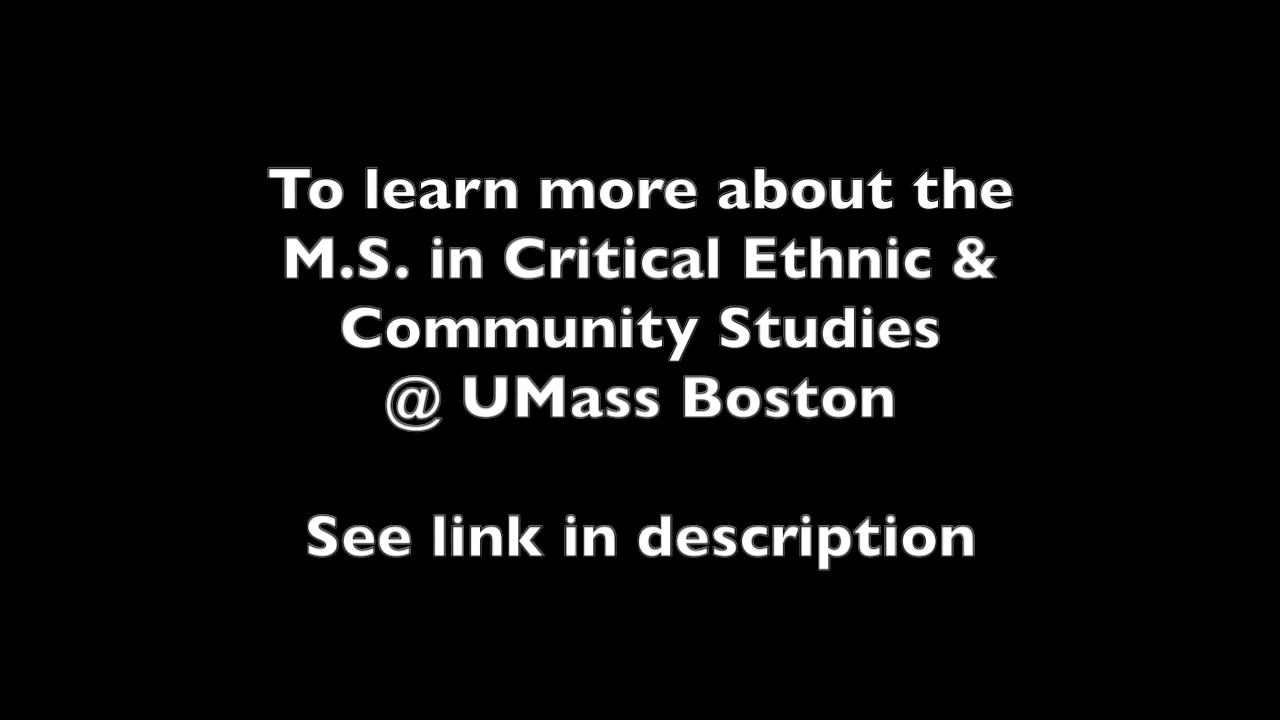 To learn more about the
M.S. in Critical Ethnic &
Community Studies
@ UMass Boston
See link in description